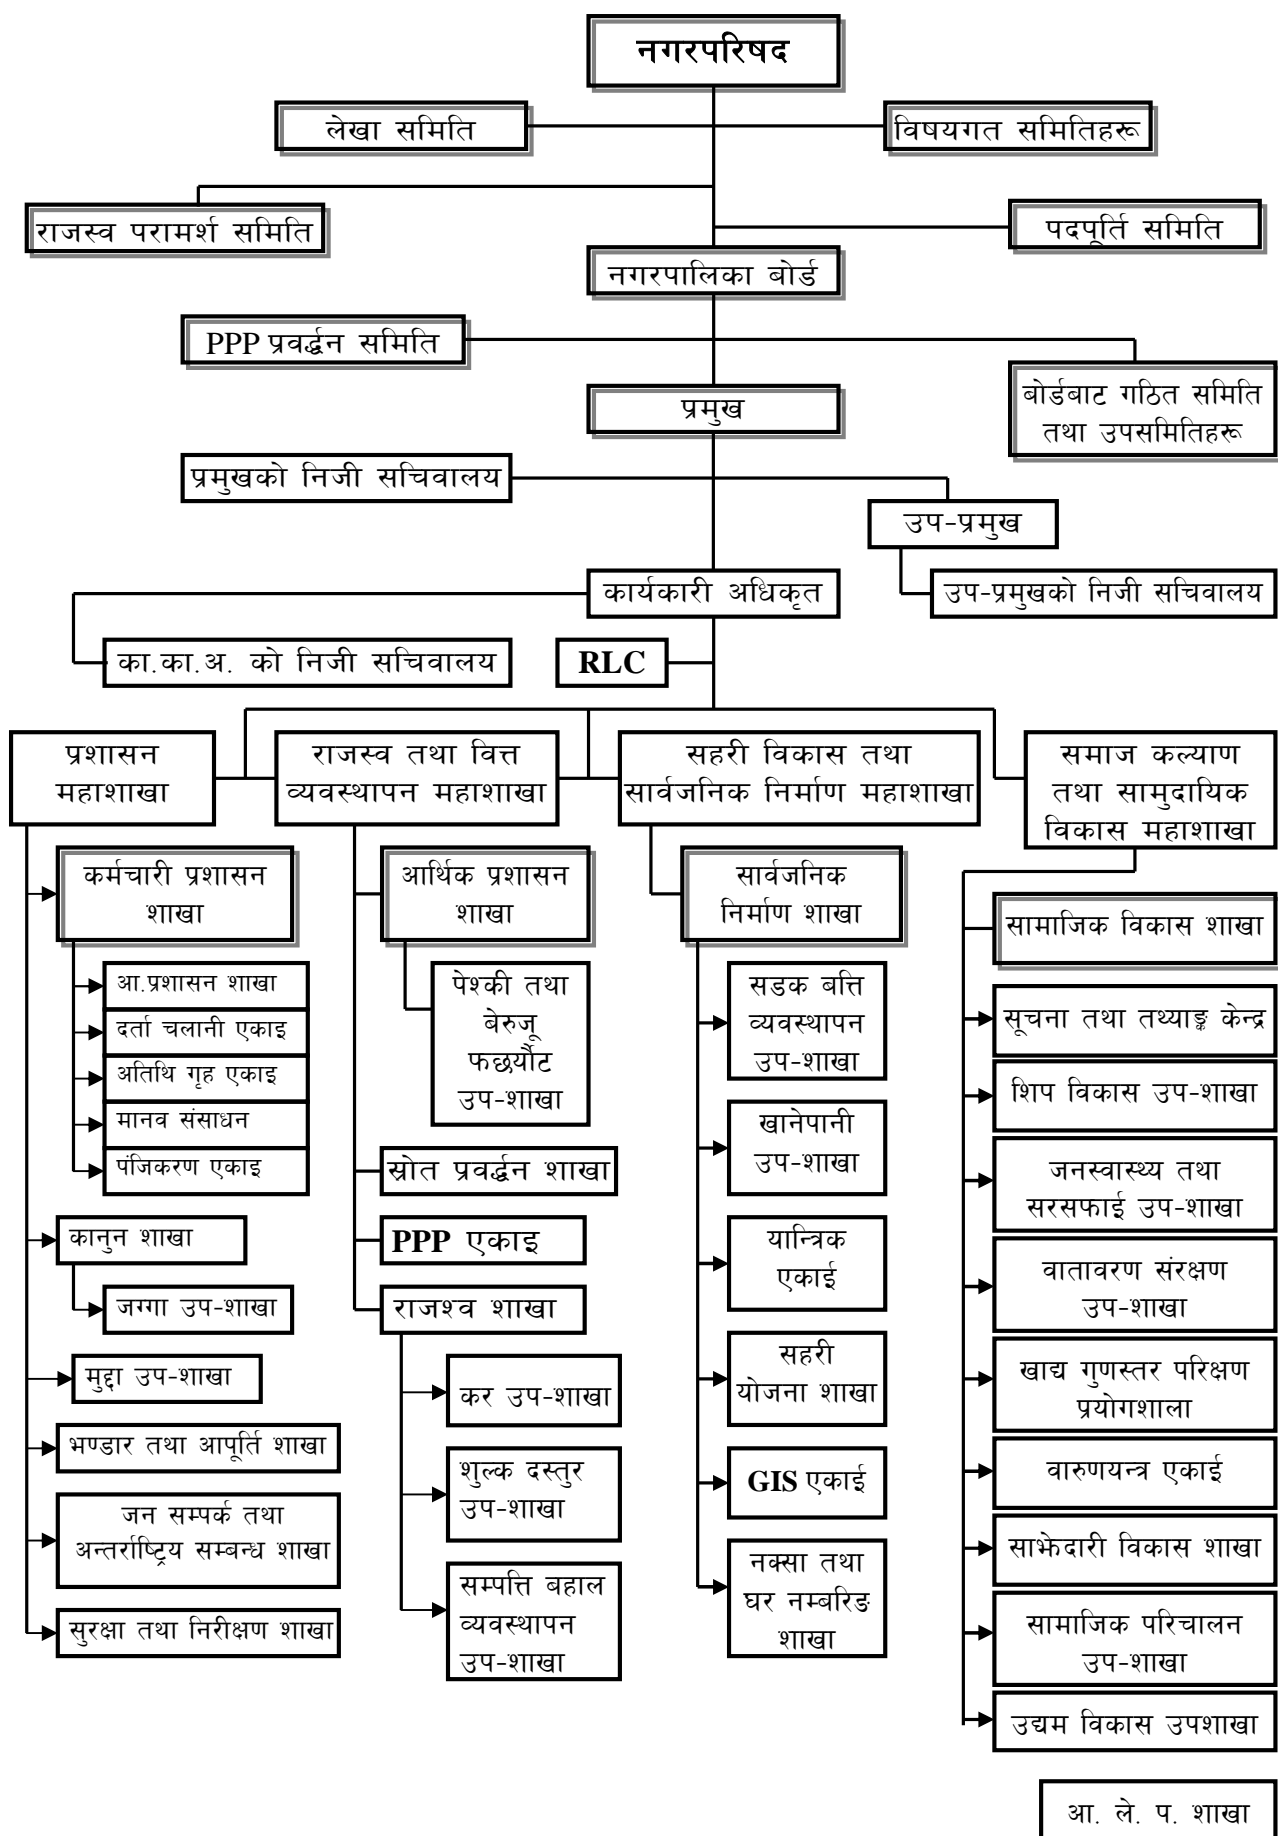 नगरपरिषद
लेखा समिति
विषयगत समितिहरू
राजस्व परामर्श समिति
पदपूर्ति समिति
नगरपालिका बोर्ड
PPP प्रवर्द्धन समिति
बोर्डबाट गठित समिति
तथा उपसमितिहरू
प्रमुख
प्रमुखको निजी सचिवालय
उप-प्रमुख
कार्यकारी अधिकृत
उप-प्रमुखको निजी सचिवालय
का.का.अ. को निजी सचिवालय
RLC
प्रशासन
महाशाखा
राजस्व तथा वित्त
व्यवस्थापन महाशाखा
सहरी विकास तथा
सार्वजनिक निर्माण महाशाखा
समाज कल्याण
तथा सामुदायिक
विकास महाशाखा
कर्मचारी प्रशासन
शाखा
आ.प्रशासन शाखा
दर्ता चलानी एकाइ
अतिथि गृह एकाइ
मानव संसाधन
पंजिकरण एकाइ
कानुन शाखा
जग्गा उप-शाखा
मुद्दा उप-शाखा
भण्डार तथा आपूर्ति शाखा
जन सम्पर्क तथा
अन्तर्राष्ट्रिय सम्बन्ध शाखा
सुरक्षा तथा निरीक्षण शाखा
आर्थिक प्रशासन
शाखा
पेश्की तथा
बेरुजू
फछर्यौट
उप-शाखा
स्रोत प्रवर्द्धन शाखा
PPP एकाइ
राजश्व शाखा
कर उप-शाखा
शुल्क दस्तुर
उप-शाखा
सम्पत्ति बहाल
व्यवस्थापन
उप-शाखा
सार्वजनिक
निर्माण शाखा
सडक बत्ति
व्यवस्थापन
उप-शाखा
खानेपानी
उप-शाखा
यान्त्रिक
एकाई
सहरी
योजना शाखा
GIS एकाई
नक्सा तथा
घर नम्बरिङ
शाखा
सामाजिक विकास शाखा
सूचना तथा तथ्याङ्क केन्द्र
शिप विकास उप-शाखा
जनस्वास्थ्य तथा
सरसफाई उप-शाखा
वातावरण संरक्षण
उप-शाखा
खाद्य गुणस्तर परिक्षण
प्रयोगशाला
वारुणयन्त्र एकाई
साझेदारी विकास शाखा
सामाजिक परिचालन
उप-शाखा
उद्यम विकास उपशाखा
आ. ले. प. शाखा